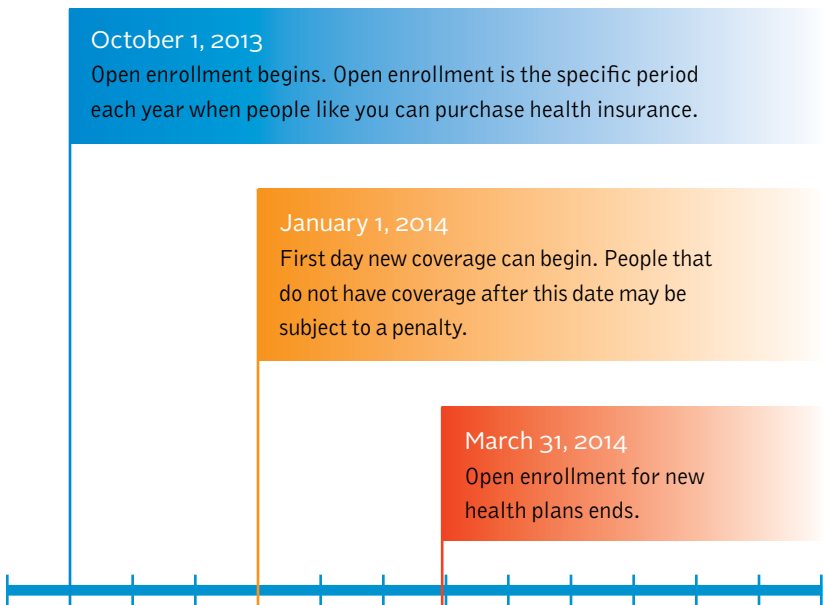 October 1, 2013
Open enrollment begins. Open enrollment is the specific period
each year when people like you can purchase health insurance.
January 1, 2014
First day new coverage can begin. People that
do not have coverage after this date may be
subject to a penalty.
March 31, 2014
Open enrollment for new
health plans ends.